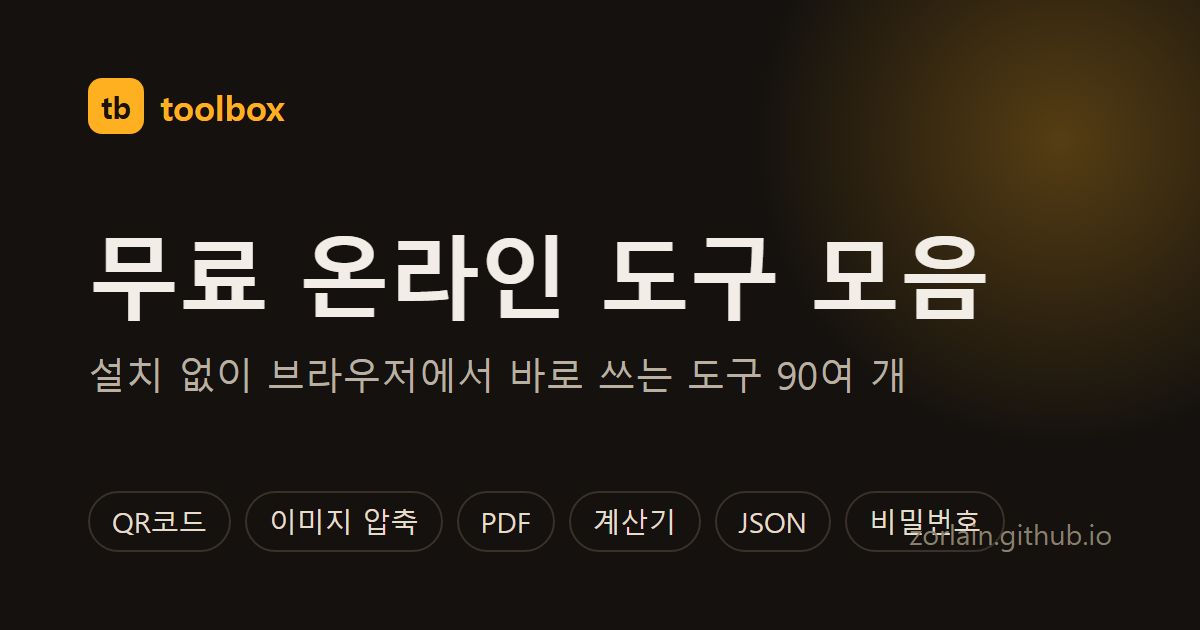 tb toolbox
무료 온라인 도구 모음
설치 없이 브라우저에서 바로 쓰는 도구 90여 개
QR코드 이미지 압축 PDF 계산기 JSON 비밀번호
zorlain.github.io